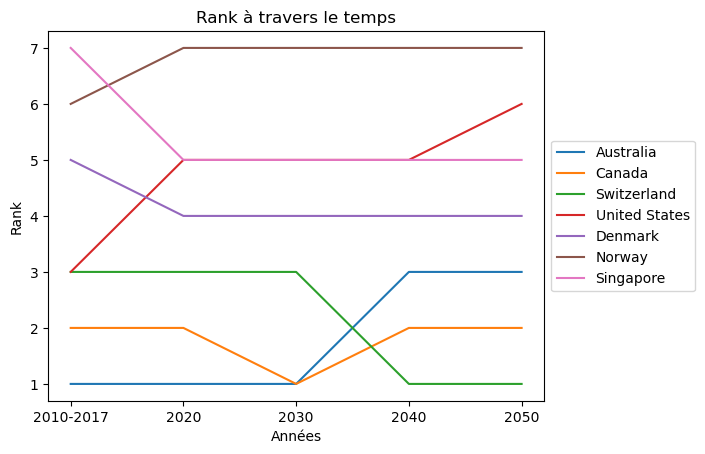 Rank à travers le temps
7
6
5
4
3
2
1
Rank
2010-2017 2020 2030 2040 2050
Années
Australia
Canada
Switzerland
United States
Denmark
Norway
Singapore